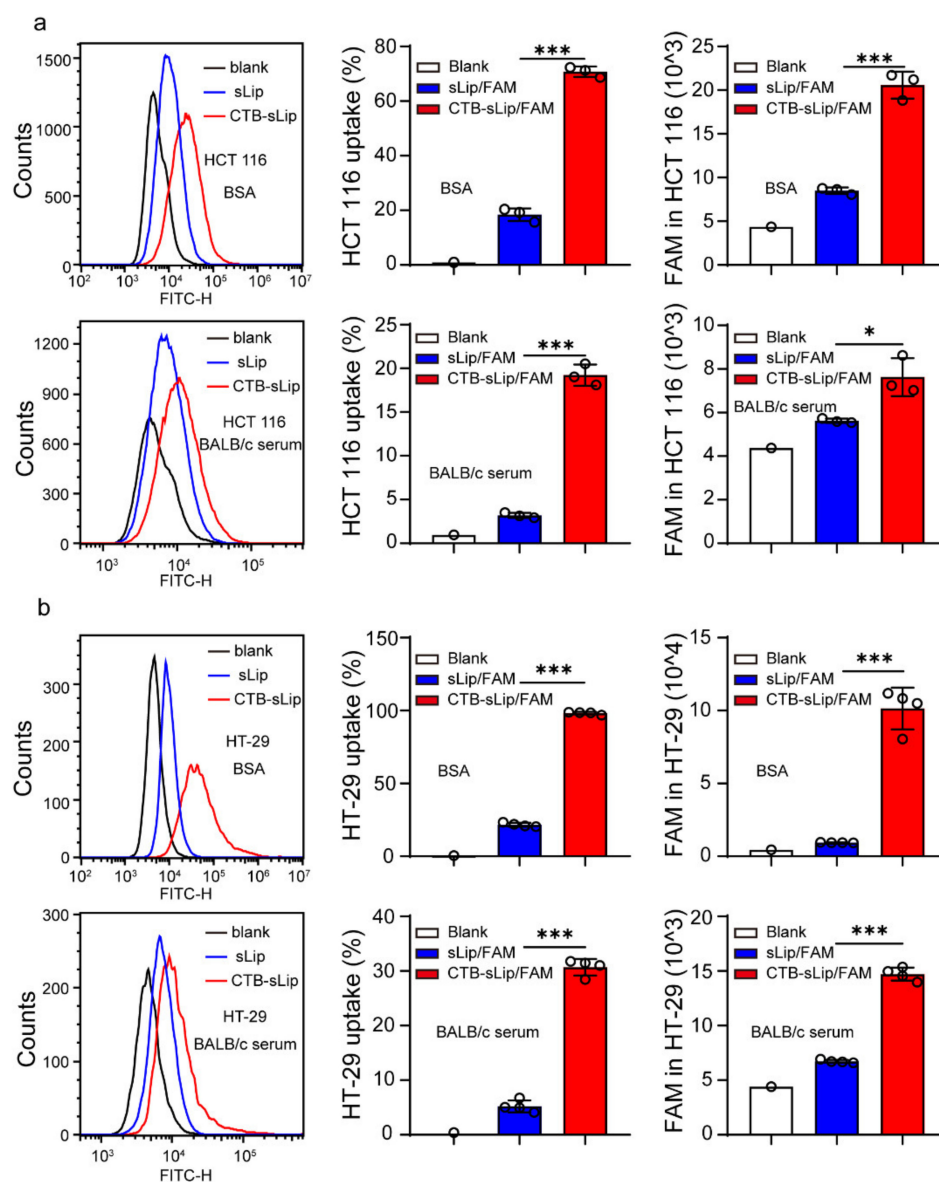 a
Counts
1500
1000
500
0
blank
sLip
CTB-sLip
HCT 116
BSA
10^2 10^3 10^4 10^5 10^6 10^7
FITC-H
HCT 116 uptake (%)
80
60
40
20
0
Blank
sLip/FAM
CTB-sLip/FAM
***
BSA
FAM in HCT 116 (10^3)
25
20
15
10
5
0
Blank
sLip/FAM
CTB-sLip/FAM
***
BSA
Counts
1200
900
600
300
0
blank
sLip
CTB-sLip
HCT 116
BALB/c serum
10^3 10^4 10^5
FITC-H
HCT 116 uptake (%)
25
20
15
10
5
0
Blank
sLip/FAM
CTB-sLip/FAM
***
BALB/c serum
FAM in HCT 116 (10^3)
10
8
6
4
2
0
Blank
sLip/FAM
CTB-sLip/FAM
*
BALB/c serum
b
Counts
300
200
100
0
blank
sLip
CTB-sLip
HT-29
BSA
10^2 10^3 10^4 10^5 10^6 10^7
FITC-H
HT-29 uptake (%)
150
100
50
0
Blank
sLip/FAM
CTB-sLip/FAM
***
BSA
FAM in HT-29 (10^4)
15
10
5
0
Blank
sLip/FAM
CTB-sLip/FAM
***
BSA
Counts
300
200
100
0
blank
sLip
CTB-sLip
HT-29
BALB/c serum
10^3 10^4 10^5 10^6
FITC-H
HT-29 uptake (%)
40
30
20
10
0
Blank
sLip/FAM
CTB-sLip/FAM
***
BALB/c serum
FAM in HT-29 (10^3)
20
15
10
5
0
Blank
sLip/FAM
CTB-sLip/FAM
***
BALB/c serum